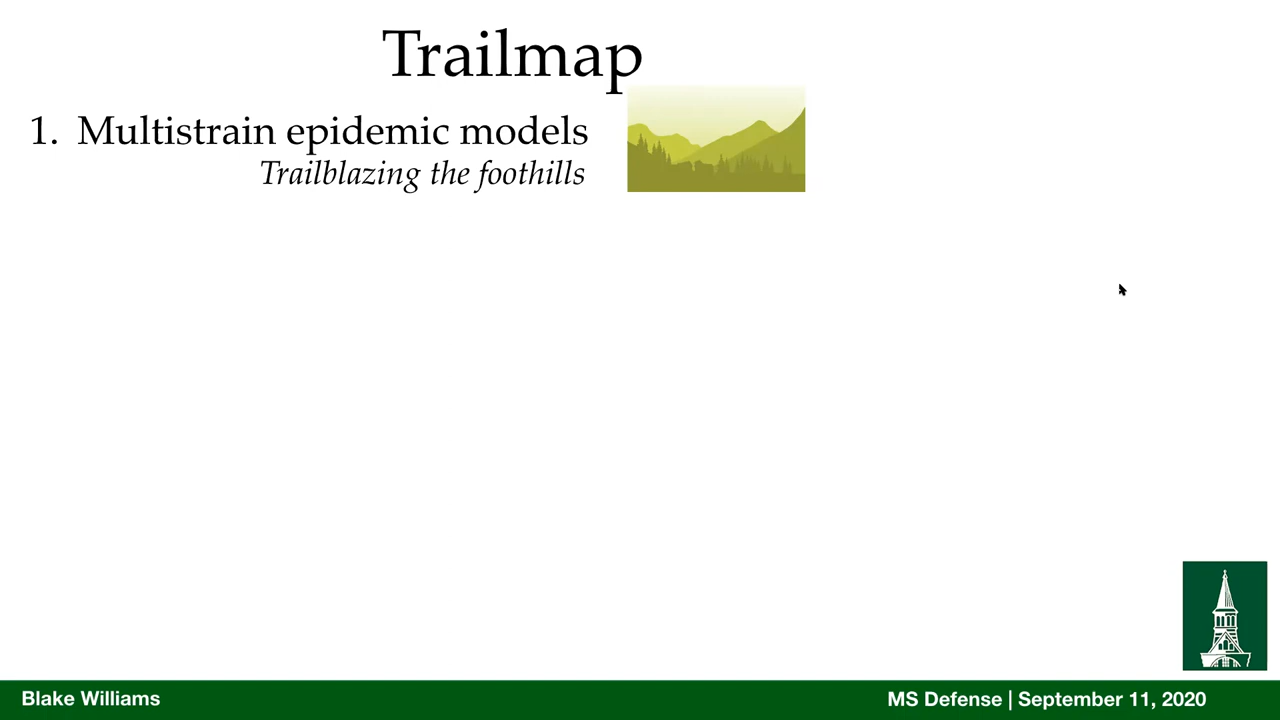 Trailmap
1. Multistrain epidemic models
Trailblazing the foothills
Blake Williams
MS Defense | September 11, 2020